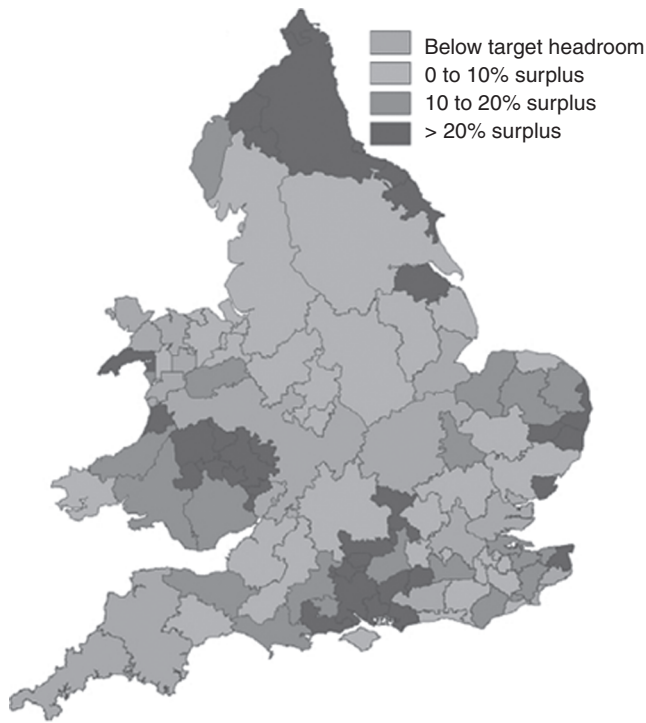 Below target headroom
0 to 10% surplus
10 to 20% surplus
> 20% surplus